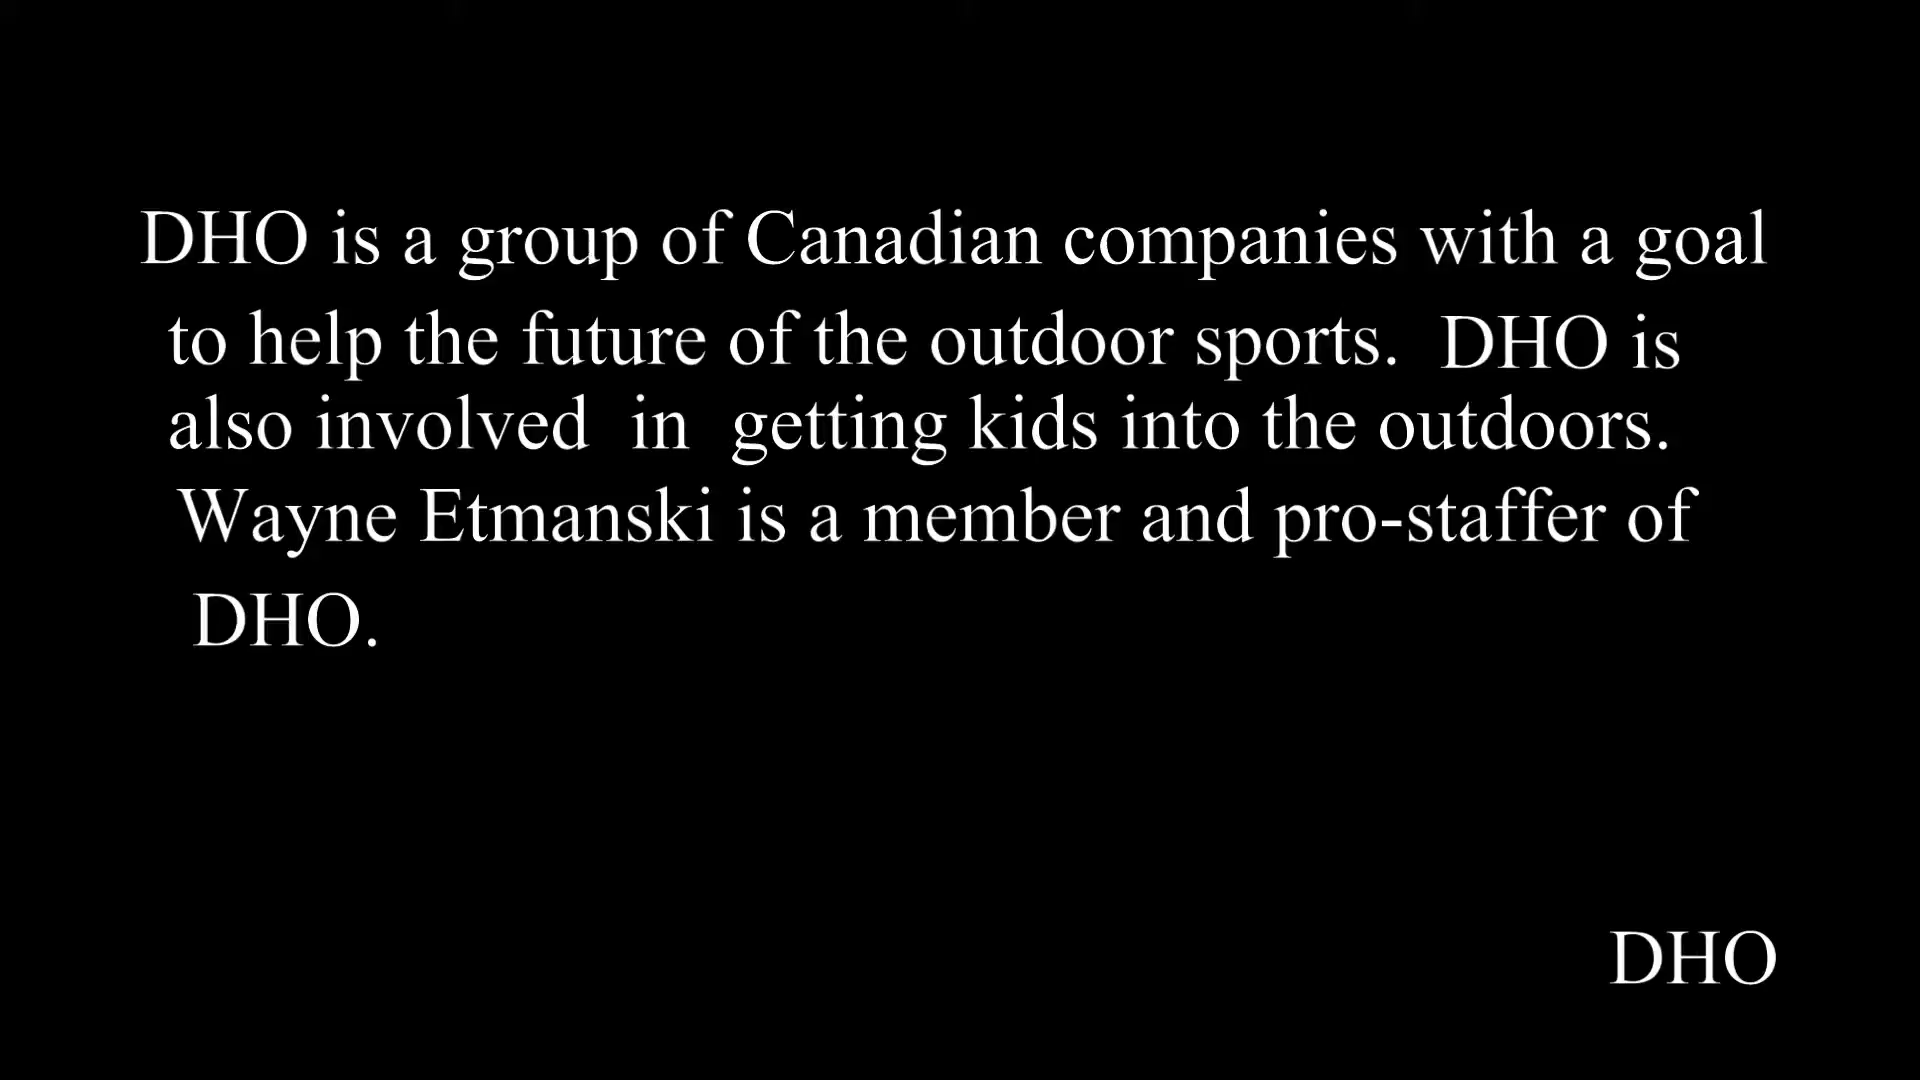 DHO is a group of Canadian companies with a goal
to help the future of the outdoor sports.  DHO is
also involved  in  getting kids into the outdoors.
Wayne Etmanski is a member and pro-staffer of
DHO.
DHO